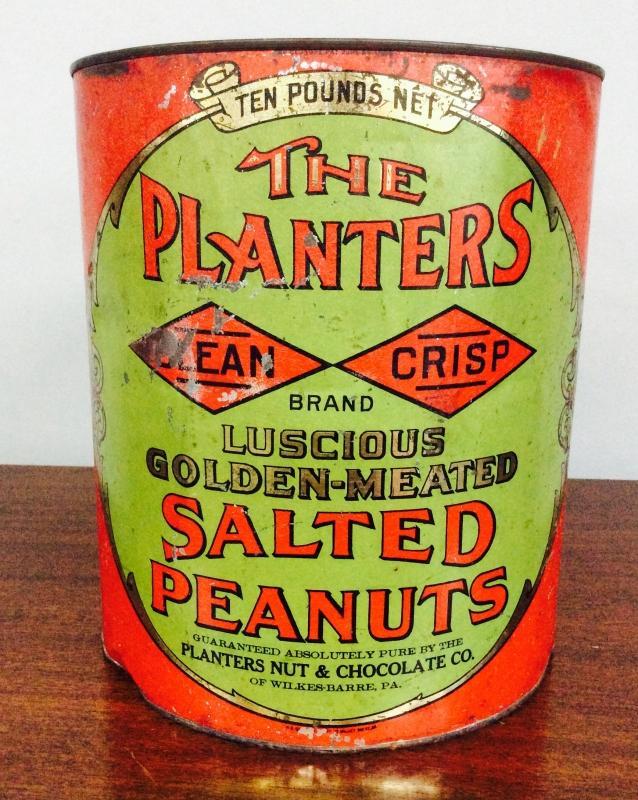 TEN POUNDS NET
THE
PLANTERS
CRISP
BRAND
LUSCIOUS
GOLDEN-MEATED
SALTED
PEANUTS
GUARANTEED ABSOLUTELY PURE BY THE
PLANTERS NUT & CHOCOLATE CO.
OF WILKES-BARRE, PA.